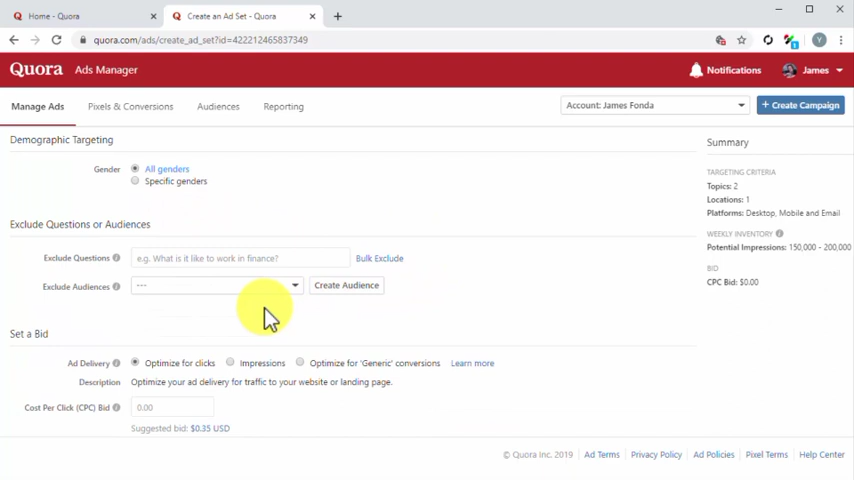 Home - Quora
Create an Ad Set - Quora
quora.com/ads/create_ad_set?id=422212465837349
Y
Quora Ads Manager
Notifications
James
Manage Ads
Pixels & Conversions
Audiences
Reporting
Account: James Fonda
+ Create Campaign
Demographic Targeting
Gender
All genders
Specific genders
Exclude Questions or Audiences
Exclude Questions
e.g. What is it like to work in finance?
Bulk Exclude
Exclude Audiences
---
Create Audience
Set a Bid
Ad Delivery
Optimize for clicks
Impressions
Optimize for 'Generic' conversions
Learn more
Description
Optimize your ad delivery for traffic to your website or landing page.
Cost Per Click (CPC) Bid
0.00
Suggested bid: $0.35 USD
Summary
TARGETING CRITERIA
Topics: 2
Locations: 1
Platforms: Desktop, Mobile and Email
WEEKLY INVENTORY
Potential Impressions: 150,000 - 200,000
BID
CPC Bid: $0.00
© Quora Inc. 2019
Ad Terms
Privacy Policy
Ad Policies
Pixel Terms
Help Center